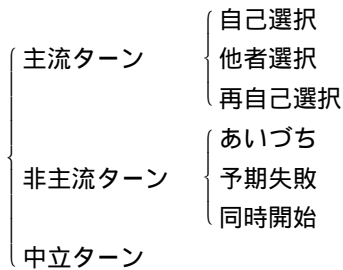 自己選択
主流ターン
他者選択
再自己選択
あいづち
非主流ターン
予期失敗
同時開始
中立ターン